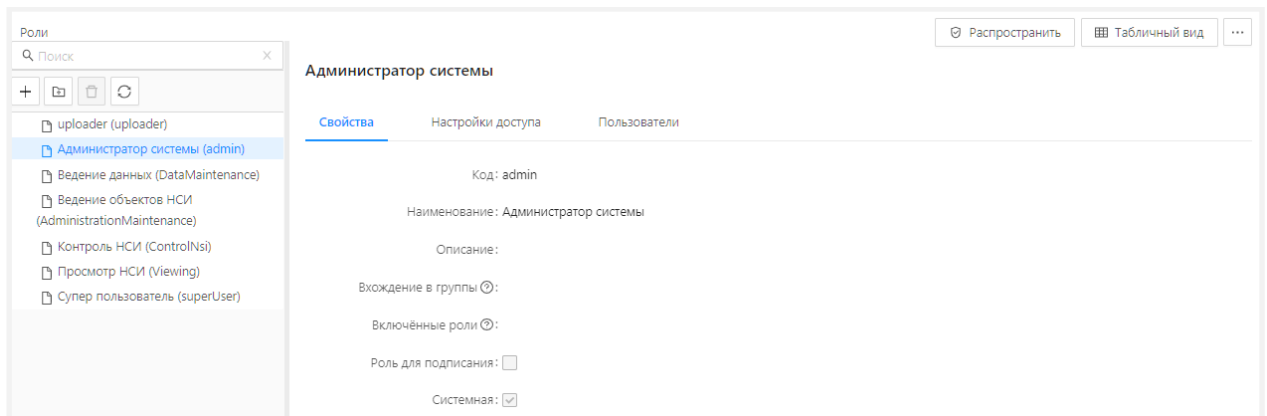 Роли
Распространить
Табличный вид
Поиск
Администратор системы
Свойства
Настройки доступа
Пользователи
uploader (uploader)
Администратор системы (admin)
Ведение данных (DataMaintenance)
Ведение объектов НСИ
(AdministrationMaintenance)
Контроль НСИ (ControlNsi)
Просмотр НСИ (Viewing)
Супер пользователь (superUser)
Код: admin
Наименование: Администратор системы
Описание:
Вхождение в группы:
Включённые роли:
Роль для подписания:
Системная: